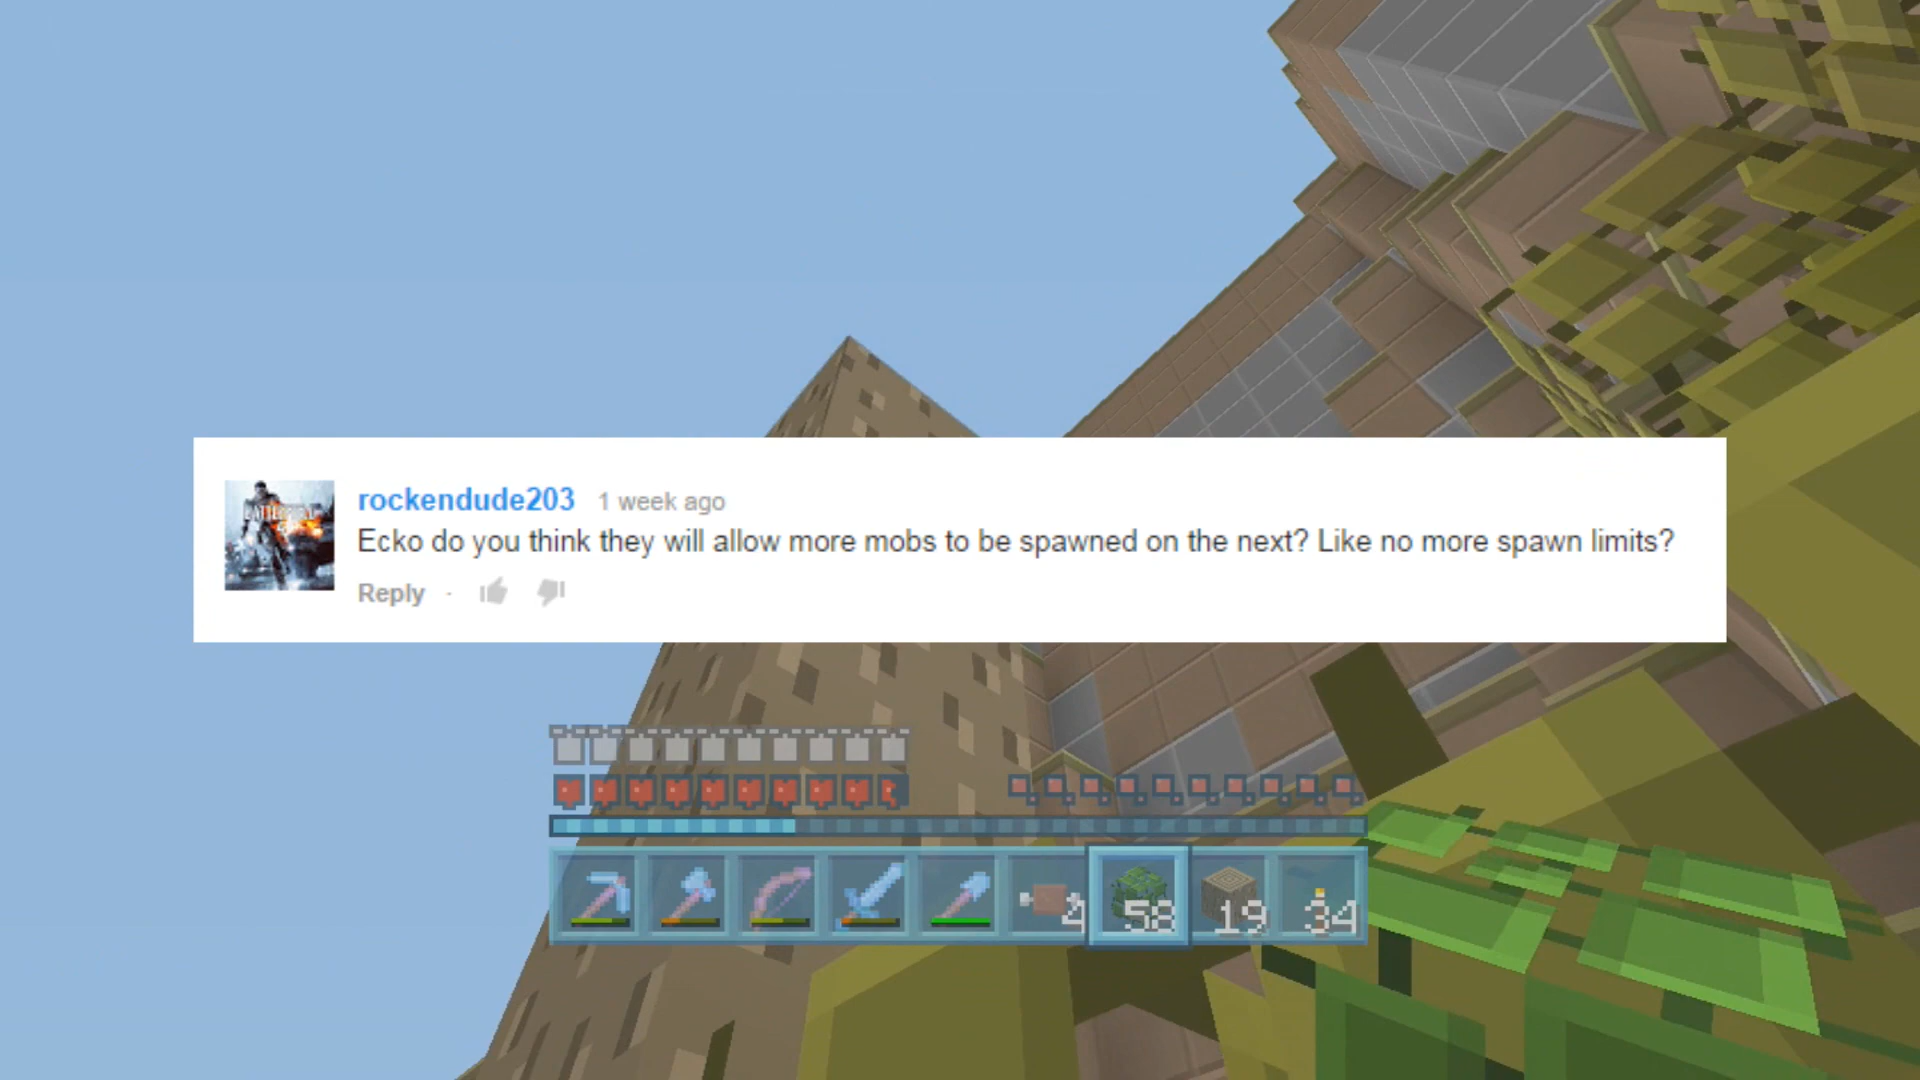 rockendude203 1 week ago
Ecko do you think they will allow more mobs to be spawned on the next? Like no more spawn limits?
Reply ·
4 58 19 34